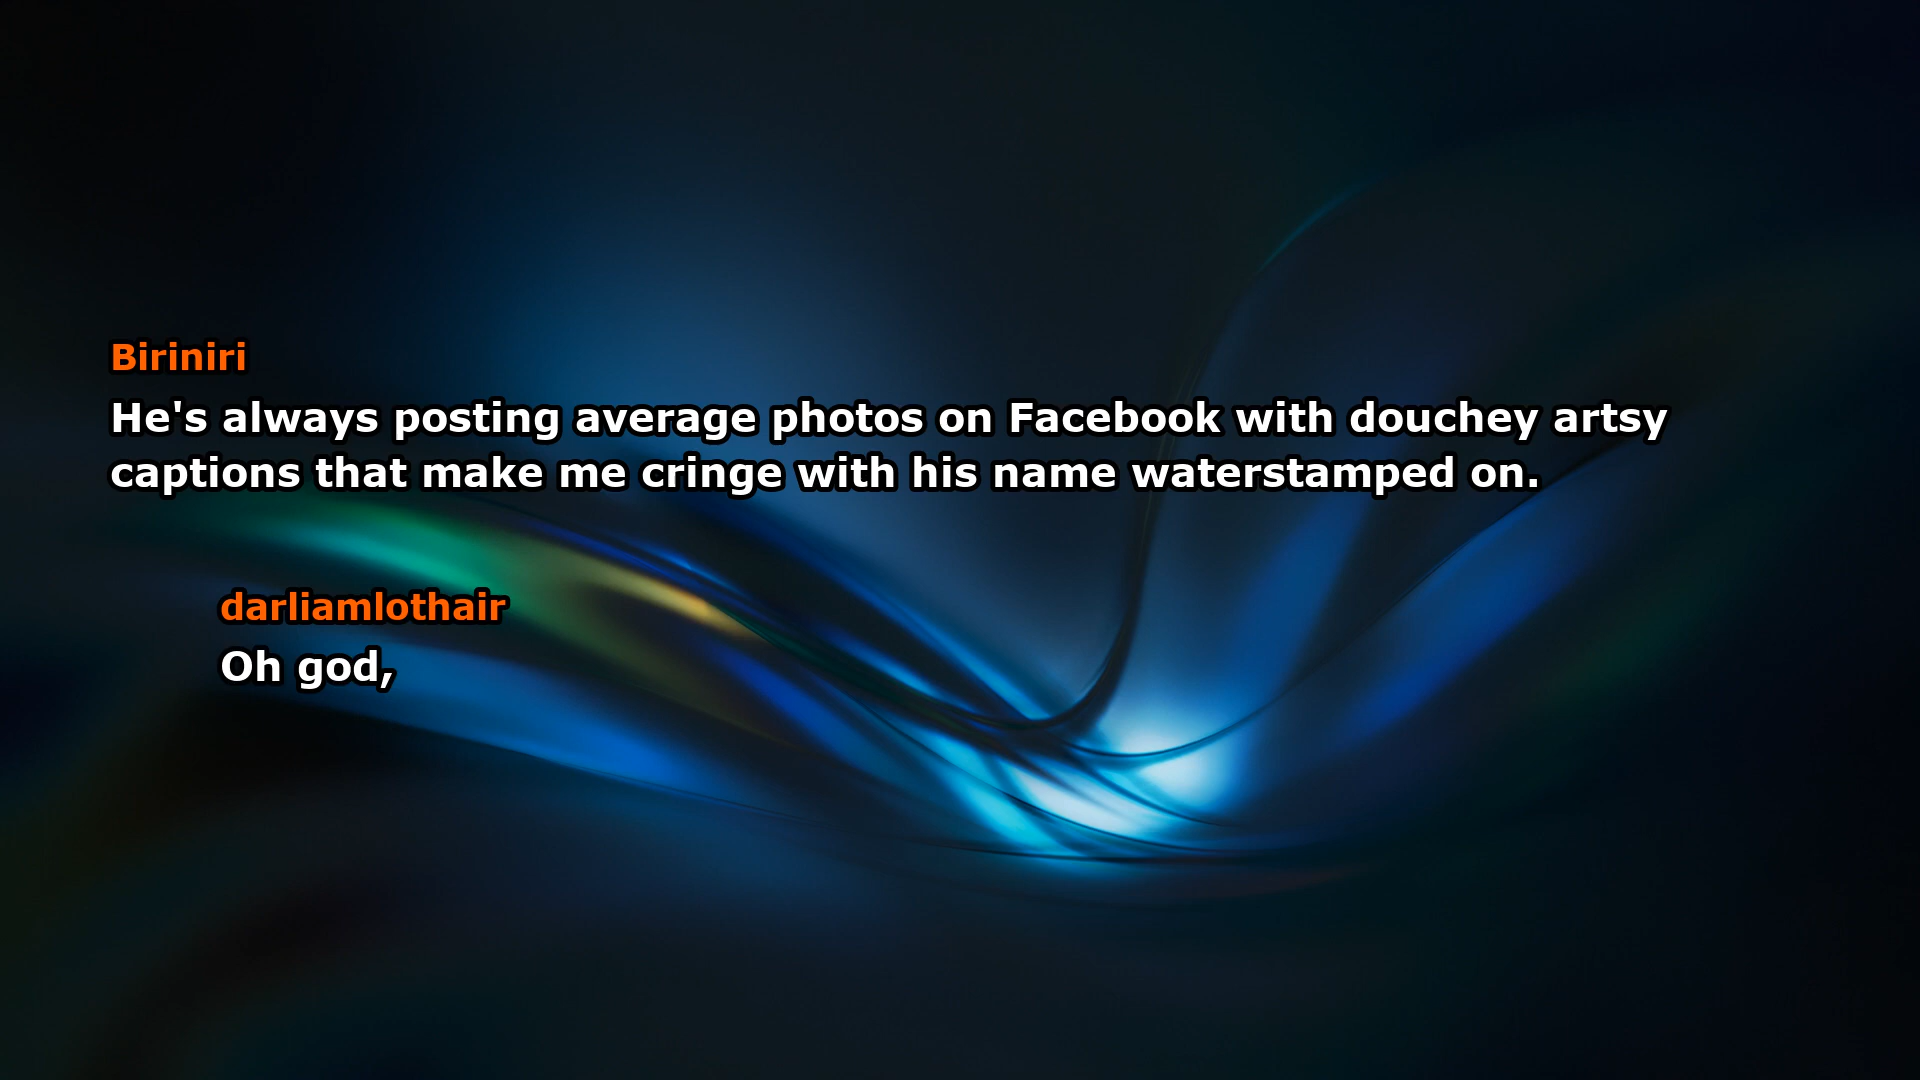 Biriniri
He's always posting average photos on Facebook with douchey artsy
captions that make me cringe with his name waterstamped on.
darliamlothair
Oh god,